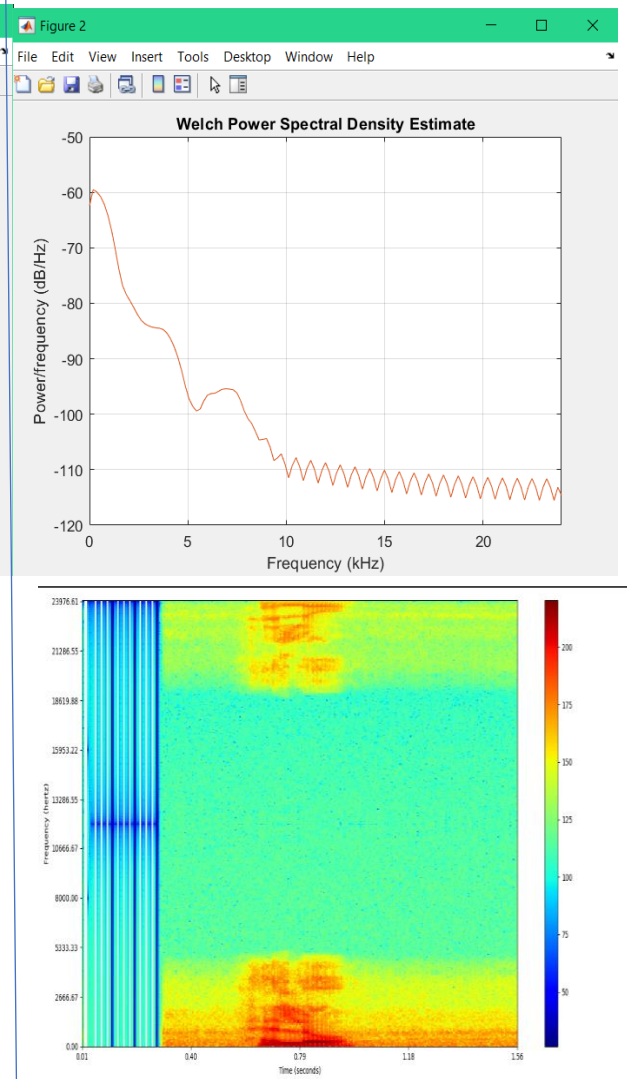 Figure 2
File Edit View Insert Tools Desktop Window Help
Welch Power Spectral Density Estimate
-50
-60
-70
-80
-90
-100
-110
-120
Power/frequency (dB/Hz)
0 5 10 15 20
Frequency (kHz)
23976.61
21286.55
18619.88
15953.22
13286.55
10666.67
8000.00
5333.33
2666.67
0.00
Frequency (hertz)
0.01 0.40 0.79 1.18 1.56
Time (seconds)
200
175
150
125
100
75
50